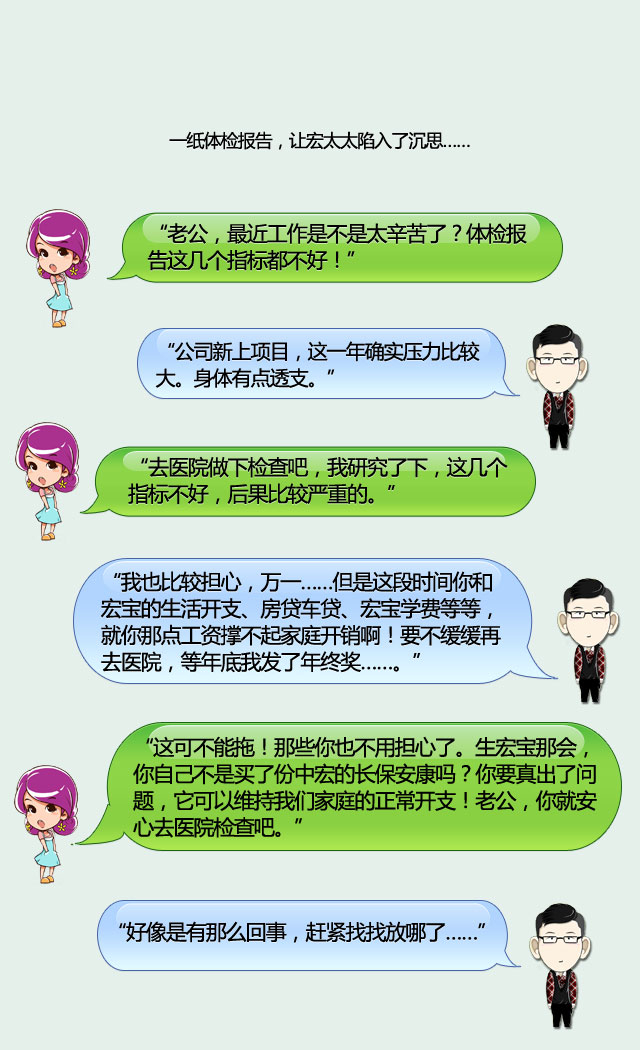 一纸体检报告，让宏太太陷入了沉思……
“老公，最近工作是不是太辛苦了？体检报
告这几个指标都不好！”
“公司新上项目，这一年确实压力比较
大。身体有点透支。”
“去医院做下检查吧，我研究了下，这几个
指标不好，后果比较严重的。”
“我也比较担心，万一……但是这段时间你和
宏宝的生活开支、房贷车贷、宏宝学费等等，
就你那点工资撑不起家庭开销啊！要不缓缓再
去医院，等年底我发了年终奖……。”
“这可不能拖！那些你也不用担心了。生宏宝那会，
你自己不是买了份中宏的长保安康吗？你要真出了问
题，它可以维持我们家庭的正常开支！老公，你就安
心去医院检查吧。”
“好像是有那么回事，赶紧找找放哪了……”